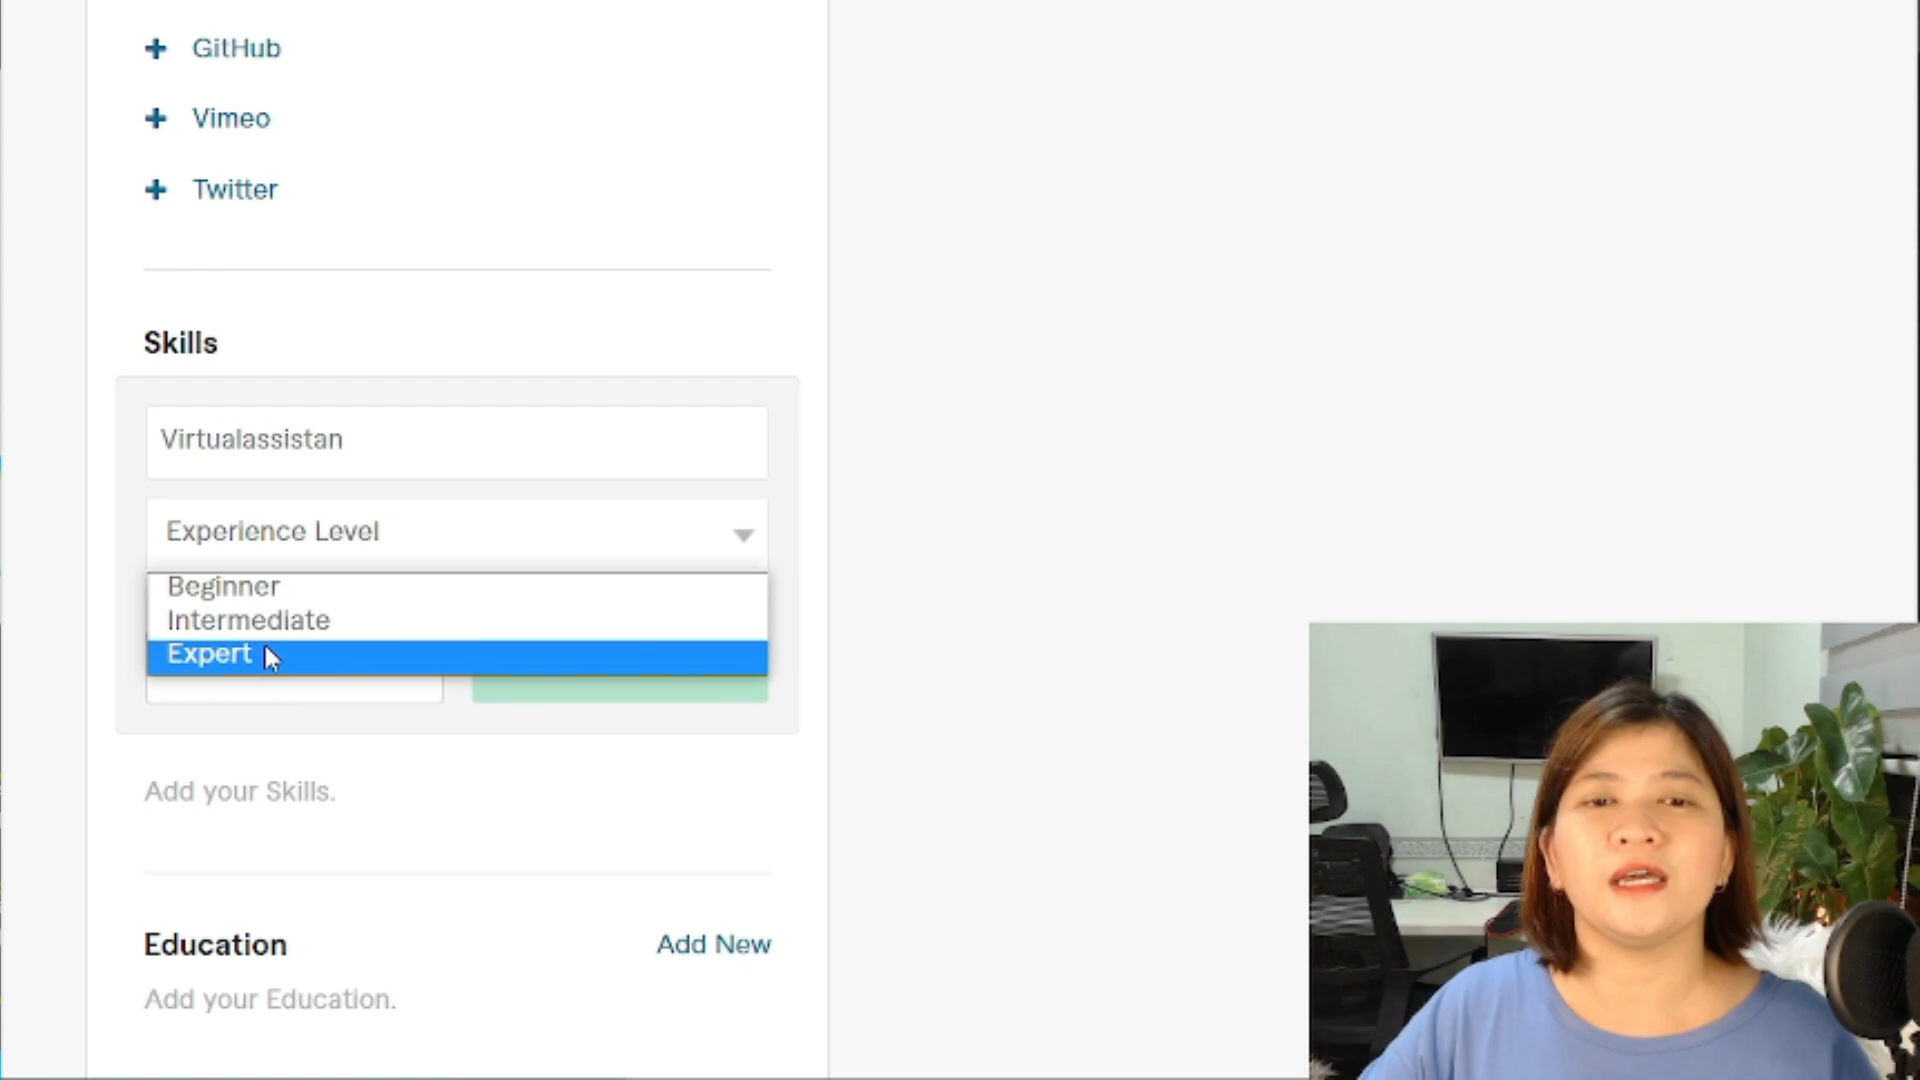 GitHub
Vimeo
Twitter
Skills
Virtualassistan
Experience Level
Beginner
Intermediate
Expert
Add your Skills.
Education
Add New
Add your Education.